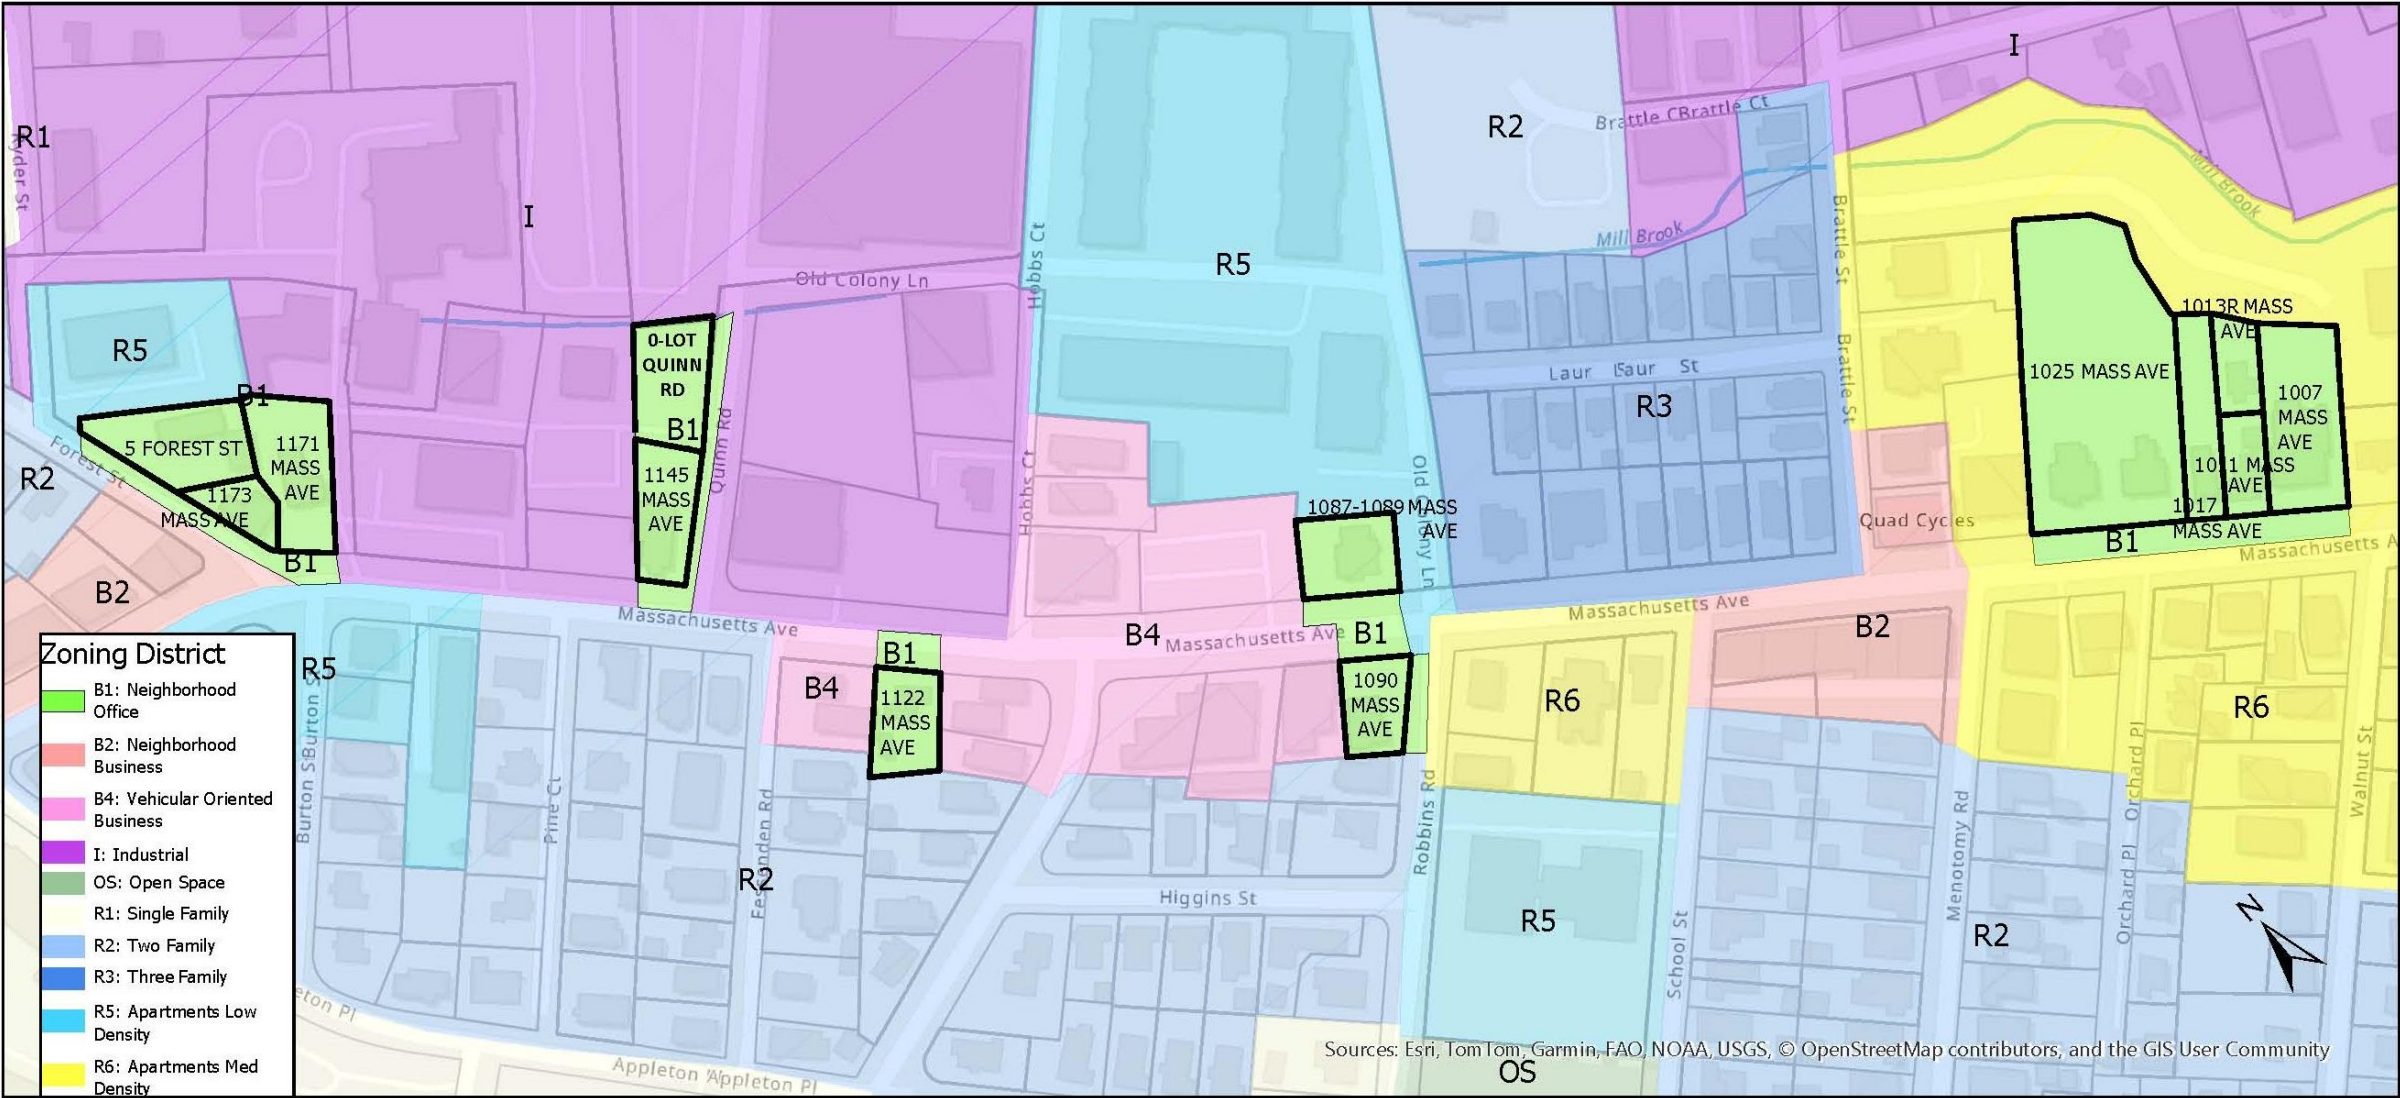 I
R1
Ryder St
I
R2
Brattle C Brattle Ct
Mill Brook
Mill Brook
Brattle St
Brattle St
Hobbs Ct
Hobbs Ct
Old Colony Ln
R5
R5
B1
5 FOREST ST
1171
MASS
AVE
1173
MASS AVE
B1
Forest St
R2
B2
0-LOT
QUINN
RD
B1
1145
MASS
AVE
Quinn Rd
Laur
Laur St
R3
1087-1089 MASS
AVE
Old Colony Ln
1013R MASS
AVE
1025 MASS AVE
1007
MASS
AVE
1011 MASS
AVE
1017
MASS AVE
B1
Quad Cycles
Massachusetts A
Massachusetts Ave
Massachusetts Ave
Massachusetts Ave
B1
B4
1122
MASS
AVE
B4
B1
1090
MASS
AVE
R6
B2
R6
R5
Burton St
Burton St
Pine Ct
Fessenden Rd
R2
Higgins St
Robbins Rd
R5
School St
Menotomy Rd
R2
Orchard Pl
Orchard Pl
Walnut St
N
eton Pl
Appleton
Appleton Pl
OS
Zoning District
B1: Neighborhood
Office
B2: Neighborhood
Business
B4: Vehicular Oriented
Business
I: Industrial
OS: Open Space
R1: Single Family
R2: Two Family
R3: Three Family
R5: Apartments Low
Density
R6: Apartments Med
Density
Sources: Esri, TomTom, Garmin, FAO, NOAA, USGS, © OpenStreetMap contributors, and the GIS User Community